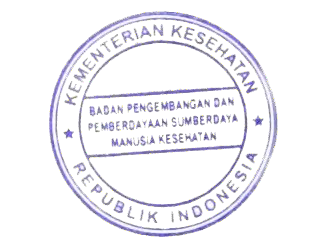 KEMENTERIAN KESEHATAN
BADAN PENGEMBANGAN DAN
PEMBERDAYAAN SUMBERDAYA
MANUSIA KESEHATAN
REPUBLIK INDONESIA